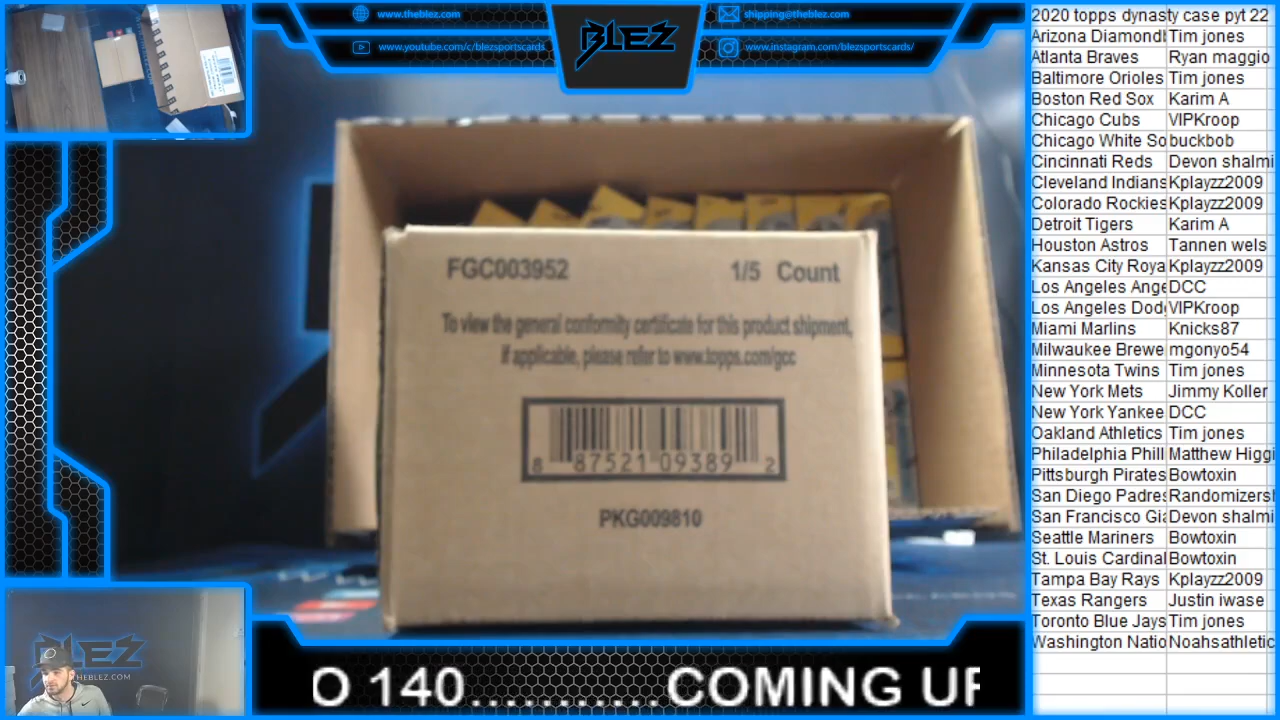 www.theblez.com
www.youtube.com/c/blezsportscards/
BLEZ
shipping@theblez.com
www.instagram.com/blezsportscards/
FGC003952
1/5 Count
To view the general conformity certificate for this product shipment,
if applicable, please refer to www.topps.com/gcc
8 87521 09389 2
PKG009810
BLEZ
THEBLEZ.COM
O 140..........COMING UP
2020 topps dynasty case pyt 22
Arizona Diamond Tim jones
Atlanta Braves Ryan maggio
Baltimore Orioles Tim jones
Boston Red Sox Karim A
Chicago Cubs VIPKroop
Chicago White So buckbob
Cincinnati Reds Devon shalmi
Cleveland Indians Kplayzz2009
Colorado Rockies Kplayzz2009
Detroit Tigers Karim A
Houston Astros Tannen wels
Kansas City Roya Kplayzz2009
Los Angeles Ange DCC
Los Angeles Dod VIPKroop
Miami Marlins Knicks87
Milwaukee Brewe mgonyo54
Minnesota Twins Tim jones
New York Mets Jimmy Koller
New York Yankee DCC
Oakland Athletics Tim jones
Philadelphia Phill Matthew Higgi
Pittsburgh Pirates Bowtoxin
San Diego Padres Randomizersh
San Francisco Gia Devon shalmi
Seattle Mariners Bowtoxin
St. Louis Cardinal Bowtoxin
Tampa Bay Rays Kplayzz2009
Texas Rangers Justin iwase
Toronto Blue Jays Tim jones
Washington Natio Noahsathletic